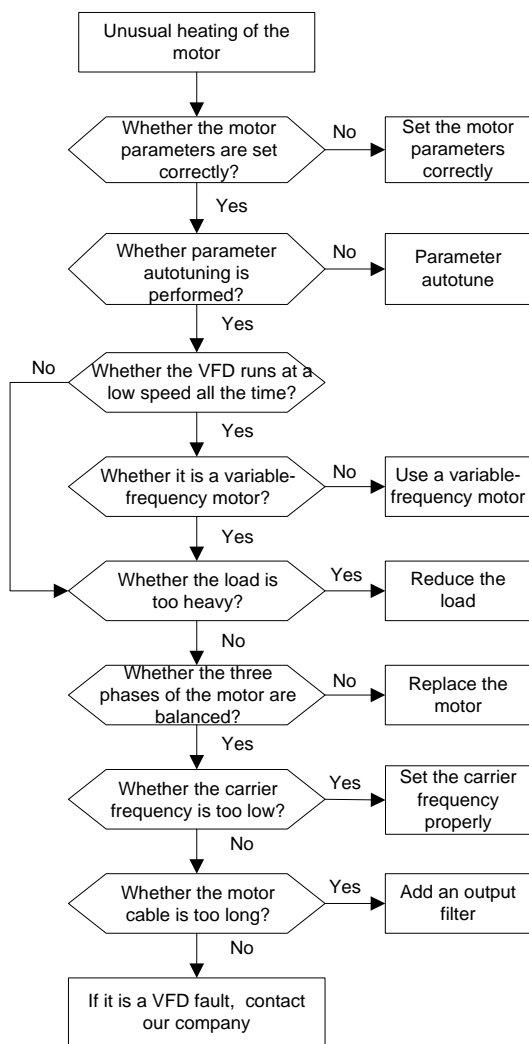 Unusual heating of the
motor
Whether the motor
parameters are set
correctly?
No
Set the motor
parameters
correctly
Yes
Whether parameter
autotuning is
performed?
No
Parameter
autotune
Yes
No
Whether the VFD runs at a
low speed all the time?
Yes
Whether it is a variable-
frequency motor?
No
Use a variable-
frequency motor
Yes
Whether the load is
too heavy?
Yes
Reduce the
load
No
Whether the three
phases of the motor are
balanced?
No
Replace the
motor
Yes
Whether the carrier
frequency is too low?
Yes
Set the carrier
frequency
properly
No
Whether the motor
cable is too long?
Yes
Add an output
filter
No
If it is a VFD fault, contact
our company